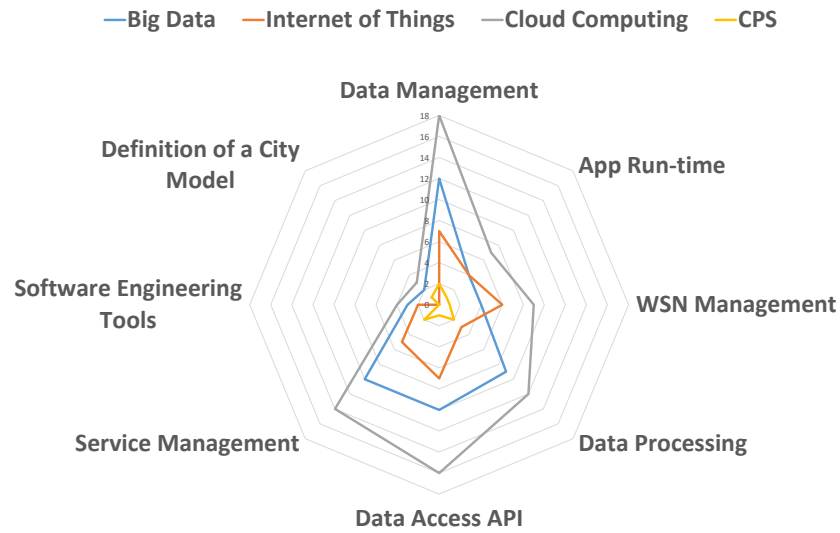 Big Data Internet of Things Cloud Computing CPS
Data Management
18
16
14
12
10
8
6
4
2
0
App Run-time
WSN Management
Data Processing
Data Access API
Service Management
Software Engineering
Tools
Definition of a City
Model